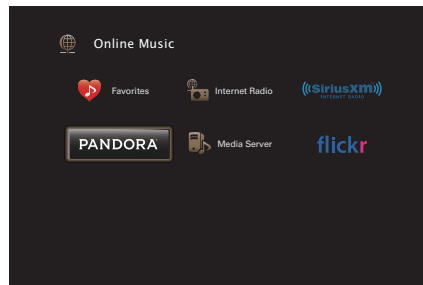 Online Music
Favorites
Internet Radio
((SiriusXM))
INTERNET RADIO
PANDORA
Media Server
flickr